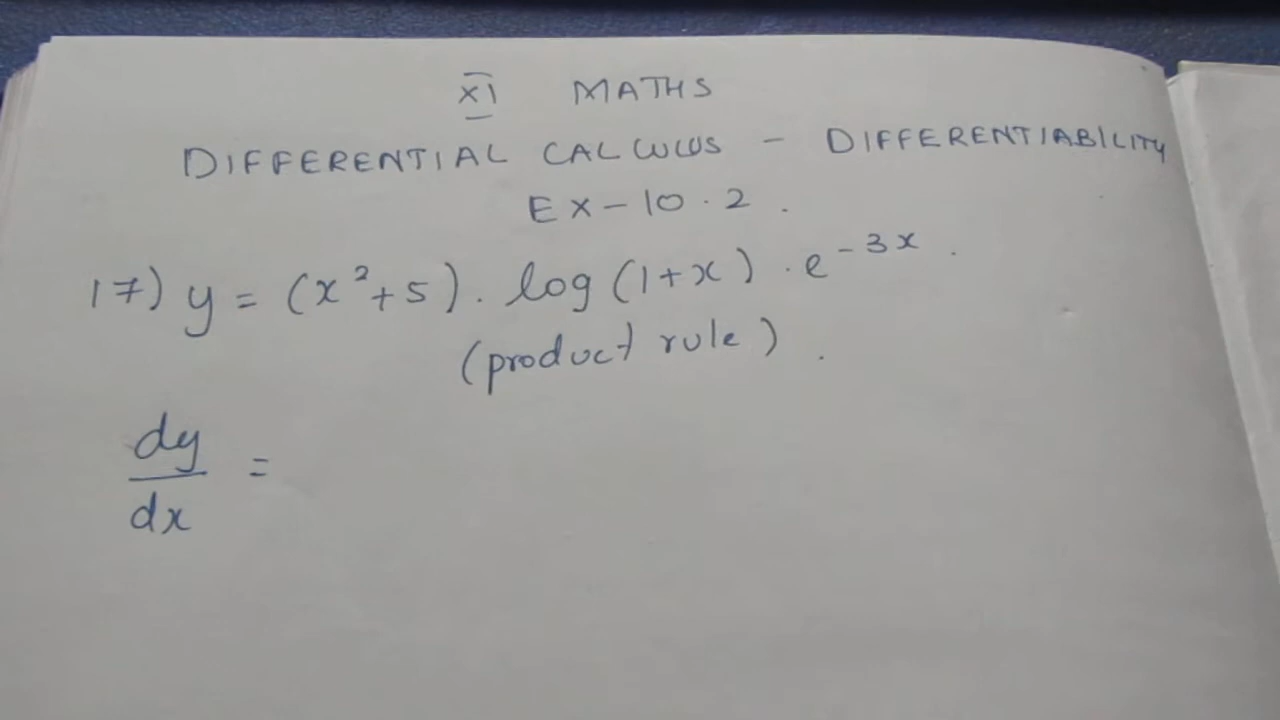 XI MATHS
DIFFERENTIAL CALCULUS - DIFFERENTIABILITY
EX-10.2.
17) y = (x²+5). log(1+x).e⁻³ˣ.
(product rule).
dy
dx =